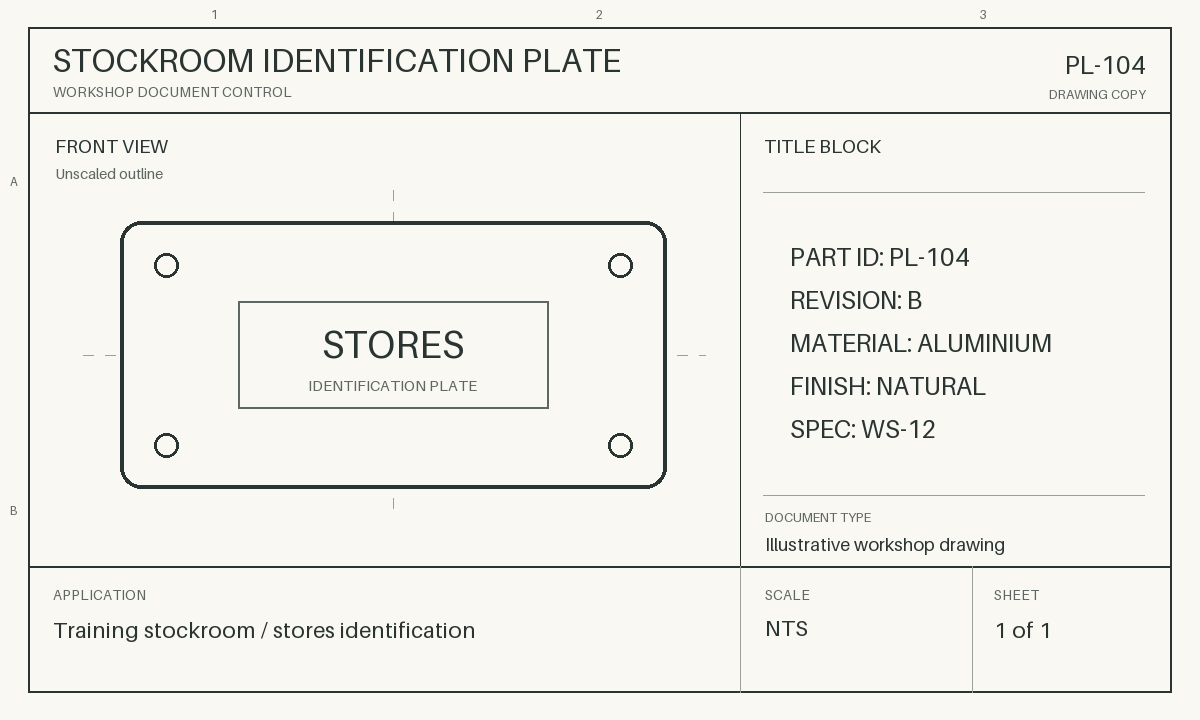 1
2
3
STOCKROOM IDENTIFICATION PLATE
WORKSHOP DOCUMENT CONTROL
PL-104
DRAWING COPY
A
B
FRONT VIEW
Unscaled outline
STORES
IDENTIFICATION PLATE
TITLE BLOCK
PART ID: PL-104
REVISION: B
MATERIAL: ALUMINIUM
FINISH: NATURAL
SPEC: WS-12
DOCUMENT TYPE
Illustrative workshop drawing
APPLICATION
Training stockroom / stores identification
SCALE
NTS
SHEET
1 of 1